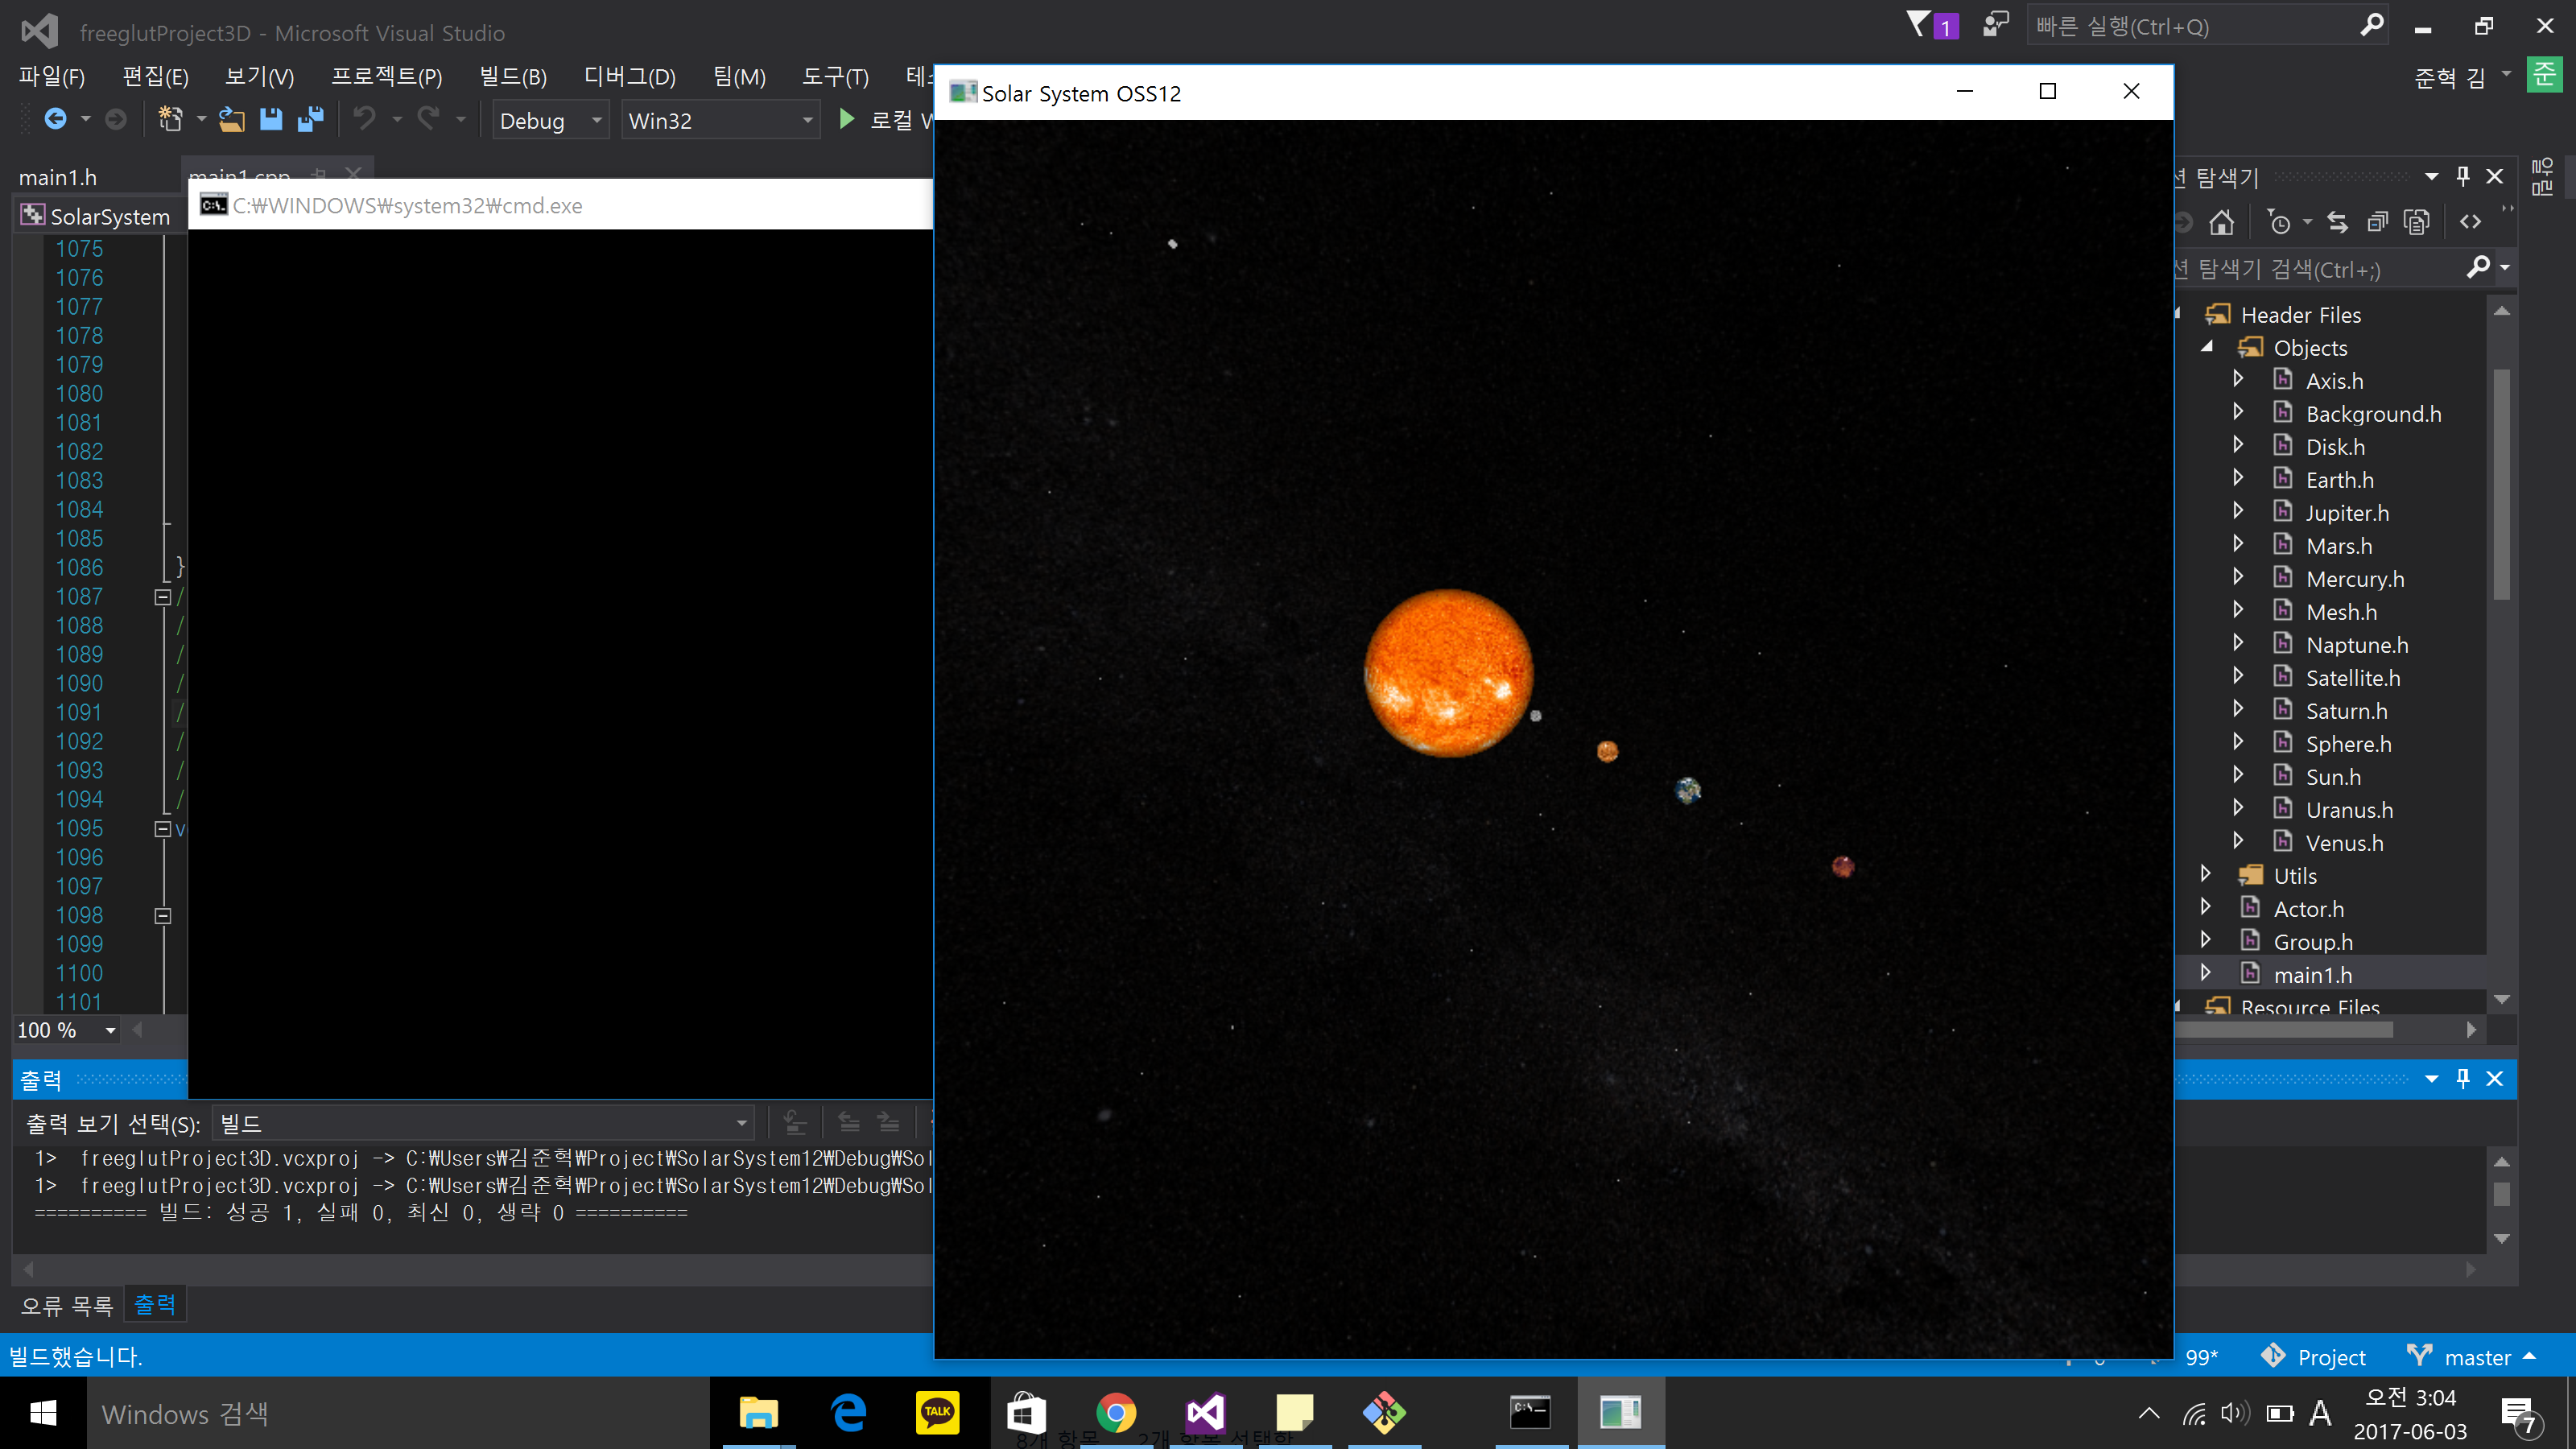 freeglutProject3D - Microsoft Visual Studio
1
빠른 실행(Ctrl+Q)
파일(F) 편집(E) 보기(V) 프로젝트(P) 빌드(B) 디버그(D) 팀(M) 도구(T)
준혁 김 준
Debug Win32 로컬
Solar System OSS12
main1.h main1.cpp
C:₩WINDOWS₩system32₩cmd.exe
SolarSystem
탐색기
알림
탐색기 검색(Ctrl+;)
1075
1076
1077
1078
1079
1080
1081
1082
1083
1084
1085
1086 }
1087 /
1088 /
1089 /
1090 /
1091 /
1092 /
1093 /
1094 /
1095 v
1096
1097
1098
1099
1100
1101
Header Files
Objects
Axis.h
Background.h
Disk.h
Earth.h
Jupiter.h
Mars.h
Mercury.h
Mesh.h
Naptune.h
Satellite.h
Saturn.h
Sphere.h
Sun.h
Uranus.h
Venus.h
Utils
Actor.h
Group.h
main1.h
Resource Files
100 %
출력
출력 보기 선택(S): 빌드
1> freeglutProject3D.vcxproj -> C:₩Users₩김준혁₩Project₩SolarSystem12₩Debug₩Sol
1> freeglutProject3D.vcxproj -> C:₩Users₩김준혁₩Project₩SolarSystem12₩Debug₩Sol
========== 빌드: 성공 1, 실패 0, 최신 0, 생략 0 ==========
오류 목록 출력
빌드했습니다.
99* Project master
Windows 검색
TALK
A
오전 3:04
2017-06-03
7